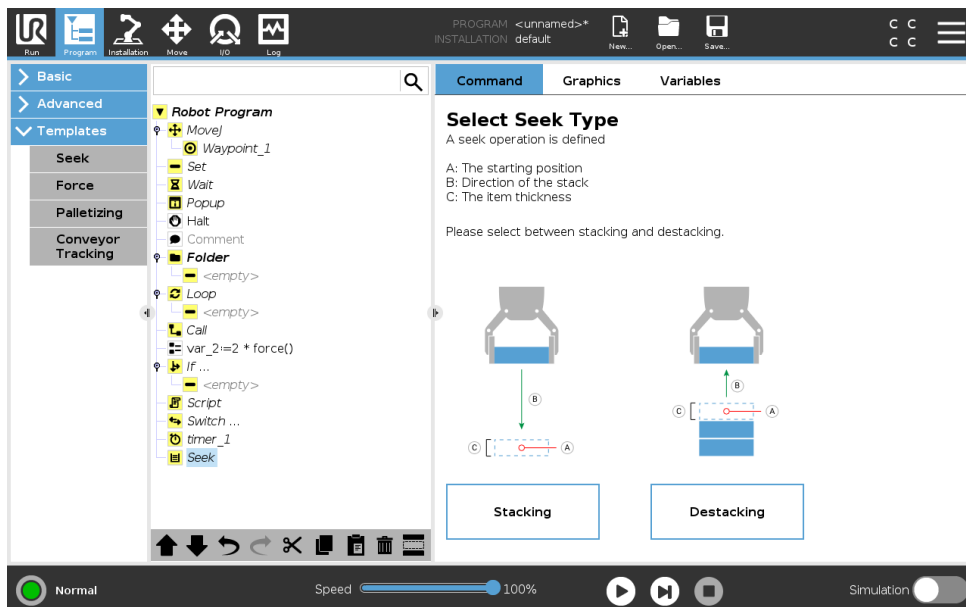 PROGRAM <unnamed>*
INSTALLATION default
UR
Run
Program
Installation
Move
I/O
Log
New...
Open...
Save...
C C
C C
Basic
Advanced
Templates
Seek
Force
Palletizing
Conveyor
Tracking
Robot Program
MoveJ
Waypoint_1
Set
Wait
Popup
Halt
Comment
Folder
<empty>
Loop
<empty>
Call
var_2:=2 * force()
If ...
<empty>
Script
Switch ...
timer_1
Seek
Command
Graphics
Variables
Select Seek Type
A seek operation is defined
A: The starting position
B: Direction of the stack
C: The item thickness
Please select between stacking and destacking.
B
C
A
B
C
A
Stacking
Destacking
Normal
Speed
100%
Simulation